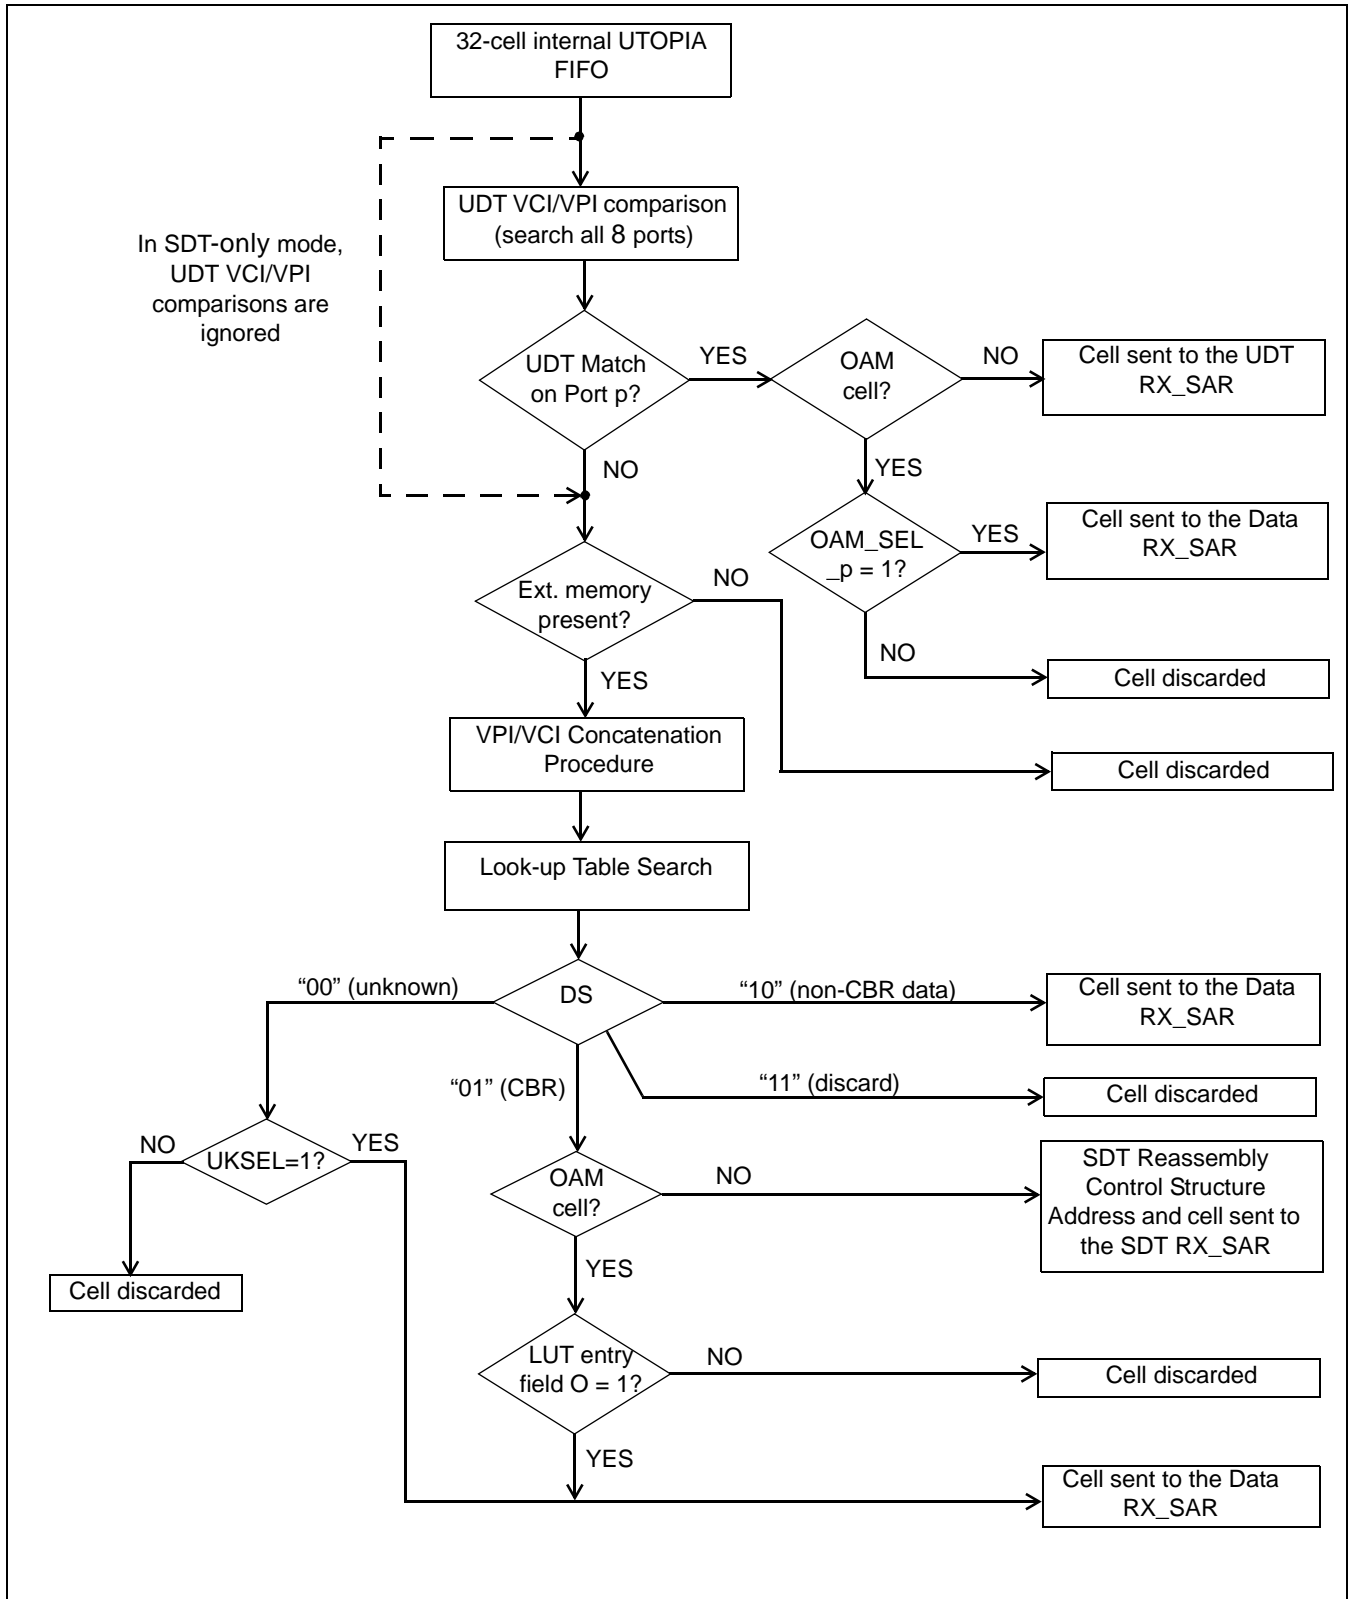 32-cell internal UTOPIA
FIFO
UDT VCI/VPI comparison
(search all 8 ports)
In SDT-only mode,
UDT VCI/VPI
comparisons are
ignored
UDT Match
on Port p?
YES
OAM
cell?
NO
Cell sent to the UDT
RX_SAR
NO
YES
OAM_SEL
_p = 1?
YES
Cell sent to the Data
RX_SAR
Ext. memory
present?
NO
NO
Cell discarded
YES
VPI/VCI Concatenation
Procedure
Cell discarded
Look-up Table Search
“00” (unknown)
DS
“10” (non-CBR data)
Cell sent to the Data
RX_SAR
“01” (CBR)
“11” (discard)
Cell discarded
NO
UKSEL=1?
YES
OAM
cell?
NO
SDT Reassembly
Control Structure
Address and cell sent to
the SDT RX_SAR
YES
Cell discarded
LUT entry
field O = 1?
NO
Cell discarded
YES
Cell sent to the Data
RX_SAR